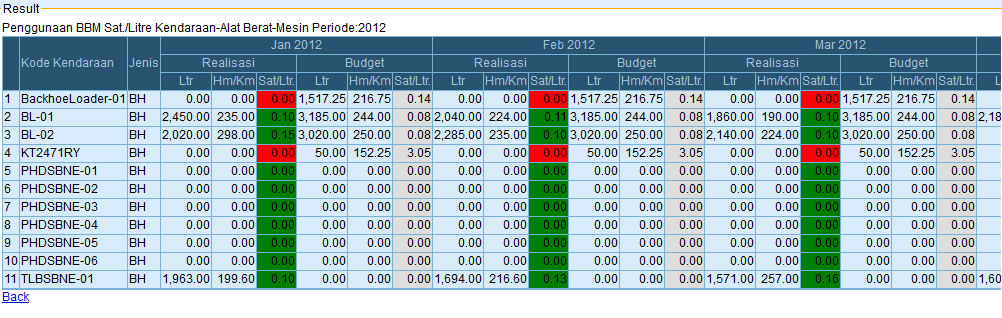 Result
Penggunaan BBM Sat./Litre Kendaraan-Alat Berat-Mesin Periode:2012
Kode Kendaraan Jenis Jan 2012 Feb 2012 Mar 2012
Realisasi Budget Realisasi Budget Realisasi Budget
Ltr Hm/Km Sat/Ltr. Ltr Hm/Km Sat/Ltr. Ltr Hm/Km Sat/Ltr. Ltr Hm/Km Sat/Ltr. Ltr Hm/Km Sat/Ltr. Ltr Hm/Km Sat/Ltr.
1 BackhoeLoader-01 BH 0.00 0.00 0.00 1,517.25 216.75 0.14 0.00 0.00 0.00 1,517.25 216.75 0.14 0.00 0.00 0.00 1,517.25 216.75 0.14
2 BL-01 BH 2,450.00 235.00 0.10 3,185.00 244.00 0.08 2,040.00 224.00 0.11 3,185.00 244.00 0.08 1,860.00 190.00 0.10 3,185.00 244.00 0.08 2,18
3 BL-02 BH 2,020.00 298.00 0.15 3,020.00 250.00 0.08 2,285.00 235.00 0.10 3,020.00 250.00 0.08 2,140.00 224.00 0.10 3,020.00 250.00 0.08
4 KT2471RY BH 0.00 0.00 0.00 50.00 152.25 3.05 0.00 0.00 0.00 50.00 152.25 3.05 0.00 0.00 0.00 50.00 152.25 3.05
5 PHDSBNE-01 BH 0.00 0.00 0.00 0.00 0.00 0.00 0.00 0.00 0.00 0.00 0.00 0.00 0.00 0.00 0.00 0.00 0.00 0.00
6 PHDSBNE-02 BH 0.00 0.00 0.00 0.00 0.00 0.00 0.00 0.00 0.00 0.00 0.00 0.00 0.00 0.00 0.00 0.00 0.00 0.00
7 PHDSBNE-03 BH 0.00 0.00 0.00 0.00 0.00 0.00 0.00 0.00 0.00 0.00 0.00 0.00 0.00 0.00 0.00 0.00 0.00 0.00
8 PHDSBNE-04 BH 0.00 0.00 0.00 0.00 0.00 0.00 0.00 0.00 0.00 0.00 0.00 0.00 0.00 0.00 0.00 0.00 0.00 0.00
9 PHDSBNE-05 BH 0.00 0.00 0.00 0.00 0.00 0.00 0.00 0.00 0.00 0.00 0.00 0.00 0.00 0.00 0.00 0.00 0.00 0.00
10 PHDSBNE-06 BH 0.00 0.00 0.00 0.00 0.00 0.00 0.00 0.00 0.00 0.00 0.00 0.00 0.00 0.00 0.00 0.00 0.00 0.00
11 TLBSBNE-01 BH 1,963.00 199.60 0.10 0.00 0.00 0.00 1,694.00 216.60 0.13 0.00 0.00 0.00 1,571.00 257.00 0.16 0.00 0.00 0.00 1,60
Back